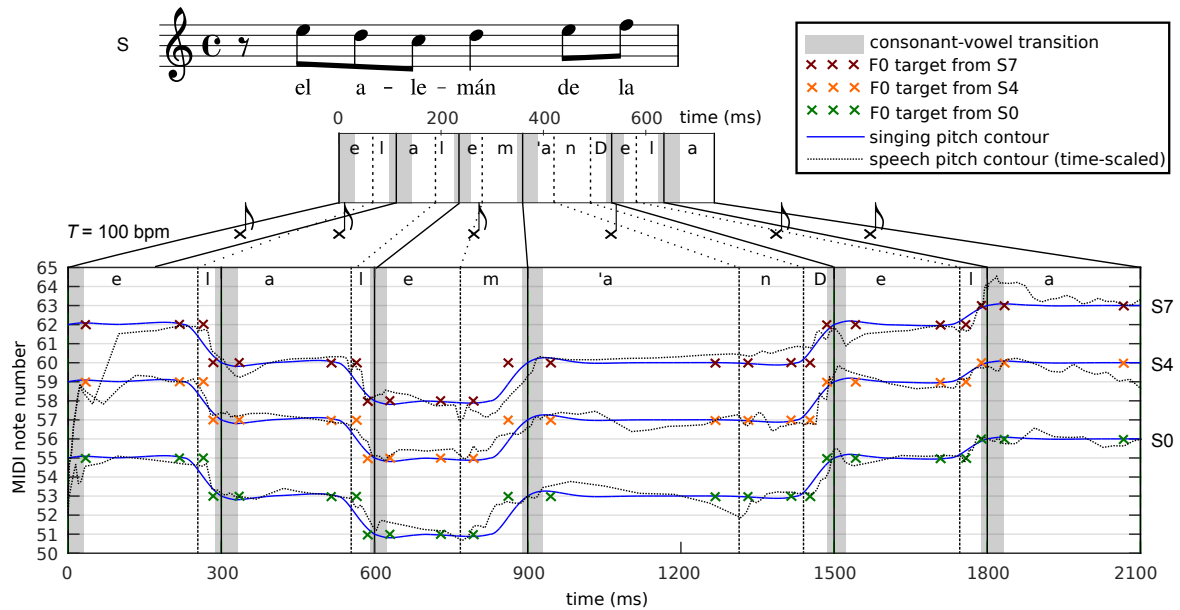 S
el a - le - mán de la
consonant-vowel transition
F0 target from S7
F0 target from S4
F0 target from S0
singing pitch contour
speech pitch contour (time-scaled)
0 200 400 600 time (ms)
e l a l e m 'a n D e l a
T = 100 bpm
e l a l e m 'a n D e l a
MIDI note number
65
64
63
62
61
60
59
58
57
56
55
54
53
52
51
50
S7
S4
S0
0 300 600 900 1200 1500 1800 2100
time (ms)